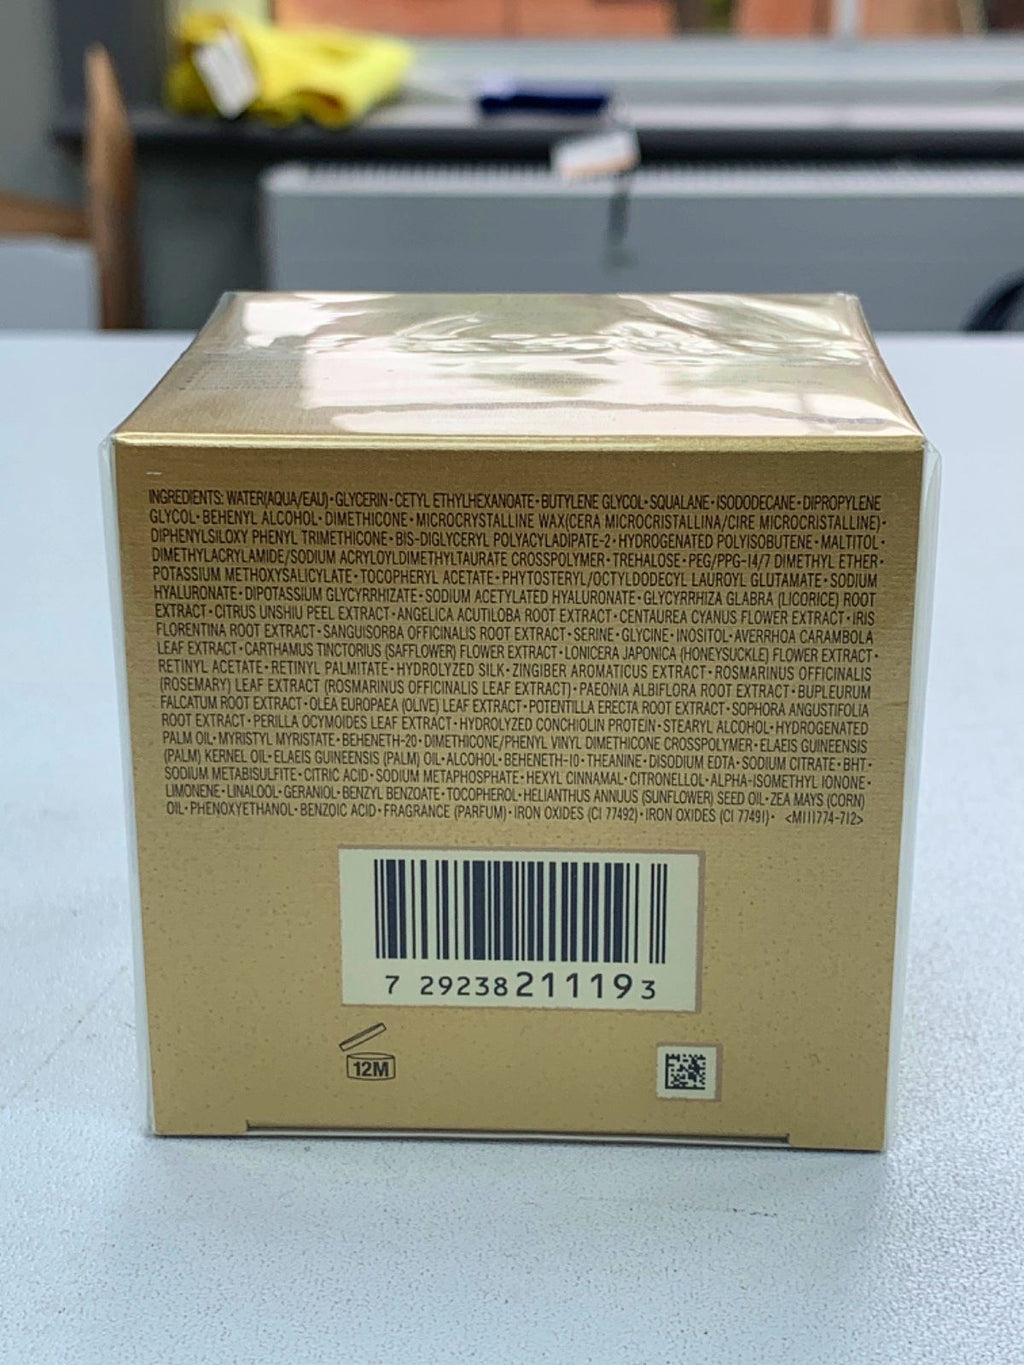 INGREDIENTS: WATER(AQUA/EAU)•GLYCERIN•CETYL ETHYLHEXANOATE•BUTYLENE GLYCOL•SQUALANE•ISODODECANE•DIPROPYLENE
GLYCOL•BEHENYL ALCOHOL•DIMETHICONE•MICROCRYSTALLINE WAX(CERA MICROCRISTALLINA/CIRE MICROCRISTALLINE)•
DIPHENYLSILOXY PHENYL TRIMETHICONE•BIS-DIGLYCERYL POLYACYLADIPATE-2•HYDROGENATED POLYISOBUTENE•MALTITOL•
DIMETHYLACRYLAMIDE/SODIUM ACRYLOYLDIMETHYLTAURATE CROSSPOLYMER•TREHALOSE•PEG/PPG-14/7 DIMETHYL ETHER•
POTASSIUM METHOXYSALICYLATE•TOCOPHERYL ACETATE•PHYTOSTERYL/OCTYLDODECYL LAUROYL GLUTAMATE•SODIUM
HYALURONATE•DIPOTASSIUM GLYCYRRHIZATE•SODIUM ACETYLATED HYALURONATE•GLYCYRRHIZA GLABRA (LICORICE) ROOT
EXTRACT•CITRUS UNSHIU PEEL EXTRACT•ANGELICA ACUTILOBA ROOT EXTRACT•CENTAUREA CYANUS FLOWER EXTRACT•IRIS
FLORENTINA ROOT EXTRACT•SANGUISORBA OFFICINALIS ROOT EXTRACT•SERINE•GLYCINE•INOSITOL•AVERRHOA CARAMBOLA
LEAF EXTRACT•CARTHAMUS TINCTORIUS (SAFFLOWER) FLOWER EXTRACT•LONICERA JAPONICA (HONEYSUCKLE) FLOWER EXTRACT•
RETINYL ACETATE•RETINYL PALMITATE•HYDROLYZED SILK•ZINGIBER AROMATICUS EXTRACT•ROSMARINUS OFFICINALIS
(ROSEMARY) LEAF EXTRACT (ROSMARINUS OFFICINALIS LEAF EXTRACT)•PAEONIA ALBIFLORA ROOT EXTRACT•BUPLEURUM
FALCATUM ROOT EXTRACT•OLEA EUROPAEA (OLIVE) LEAF EXTRACT•POTENTILLA ERECTA ROOT EXTRACT•SOPHORA ANGUSTIFOLIA
ROOT EXTRACT•PERILLA OCYMOIDES LEAF EXTRACT•HYDROLYZED CONCHIOLIN PROTEIN•STEARYL ALCOHOL•HYDROGENATED
PALM OIL•MYRISTYL MYRISTATE•BEHENETH-20•DIMETHICONE/PHENYL VINYL DIMETHICONE CROSSPOLYMER•ELAEIS GUINEENSIS
(PALM) KERNEL OIL•ELAEIS GUINEENSIS (PALM) OIL•ALCOHOL•BEHENETH-10•THEANINE•DISODIUM EDTA•SODIUM CITRATE•BHT•
SODIUM METABISULFITE•CITRIC ACID•SODIUM METAPHOSPHATE•HEXYL CINNAMAL•CITRONELLOL•ALPHA-ISOMETHYL IONONE•
LIMONENE•LINALOOL•GERANIOL•BENZYL BENZOATE•TOCOPHEROL•HELIANTHUS ANNUUS (SUNFLOWER) SEED OIL•ZEA MAYS (CORN)
OIL•PHENOXYETHANOL•BENZOIC ACID•FRAGRANCE (PARFUM)•IRON OXIDES (CI 77492)•IRON OXIDES (CI 77491)• <M111774-712>
7 29238 21119 3
12M